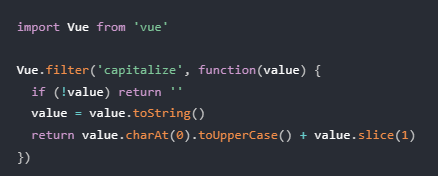 import Vue from 'vue'
Vue.filter('capitalize', function(value) {
if (!value) return ''
value = value.toString()
return value.charAt(0).toUpperCase() + value.slice(1)
})